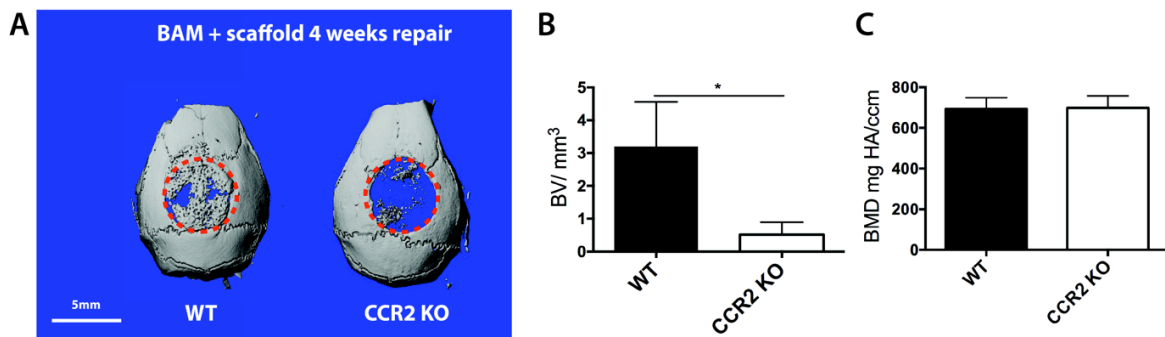 A
BAM + scaffold 4 weeks repair
5mm
WT
CCR2 KO
B
BV/ mm³
5
4
3
2
1
0
*
WT
CCR2 KO
C
BMD mg HA/ccm
800
600
400
200
0
WT
CCR2 KO